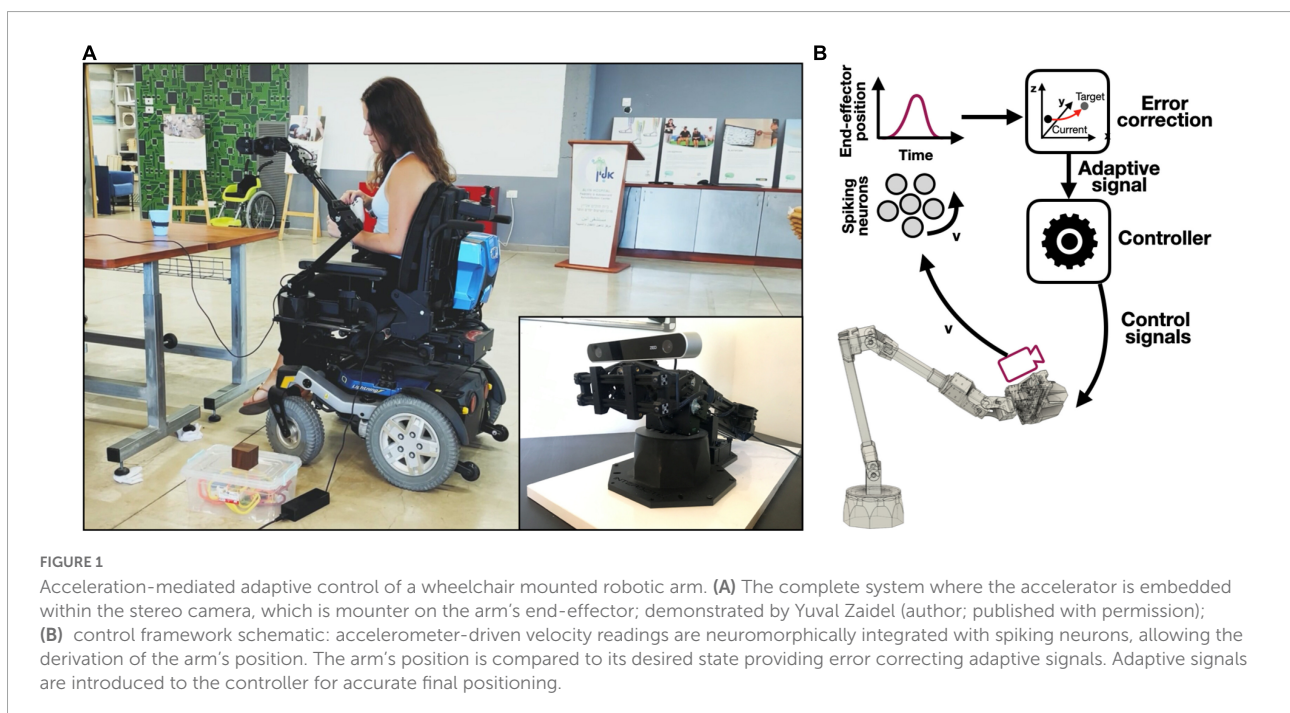 A
אלין
B
End-effector
position
Time
Spiking
neurons
v
v
z
y
Target
Current
x
Error
correction
Adaptive
signal
Controller
Control
signals
FIGURE 1
Acceleration-mediated adaptive control of a wheelchair mounted robotic arm. (A) The complete system where the accelerator is embedded
within the stereo camera, which is mounter on the arm's end-effector; demonstrated by Yuval Zaidel (author; published with permission);
(B) control framework schematic: accelerometer-driven velocity readings are neuromorphically integrated with spiking neurons, allowing the
derivation of the arm's position. The arm's position is compared to its desired state providing error correcting adaptive signals. Adaptive signals
are introduced to the controller for accurate final positioning.